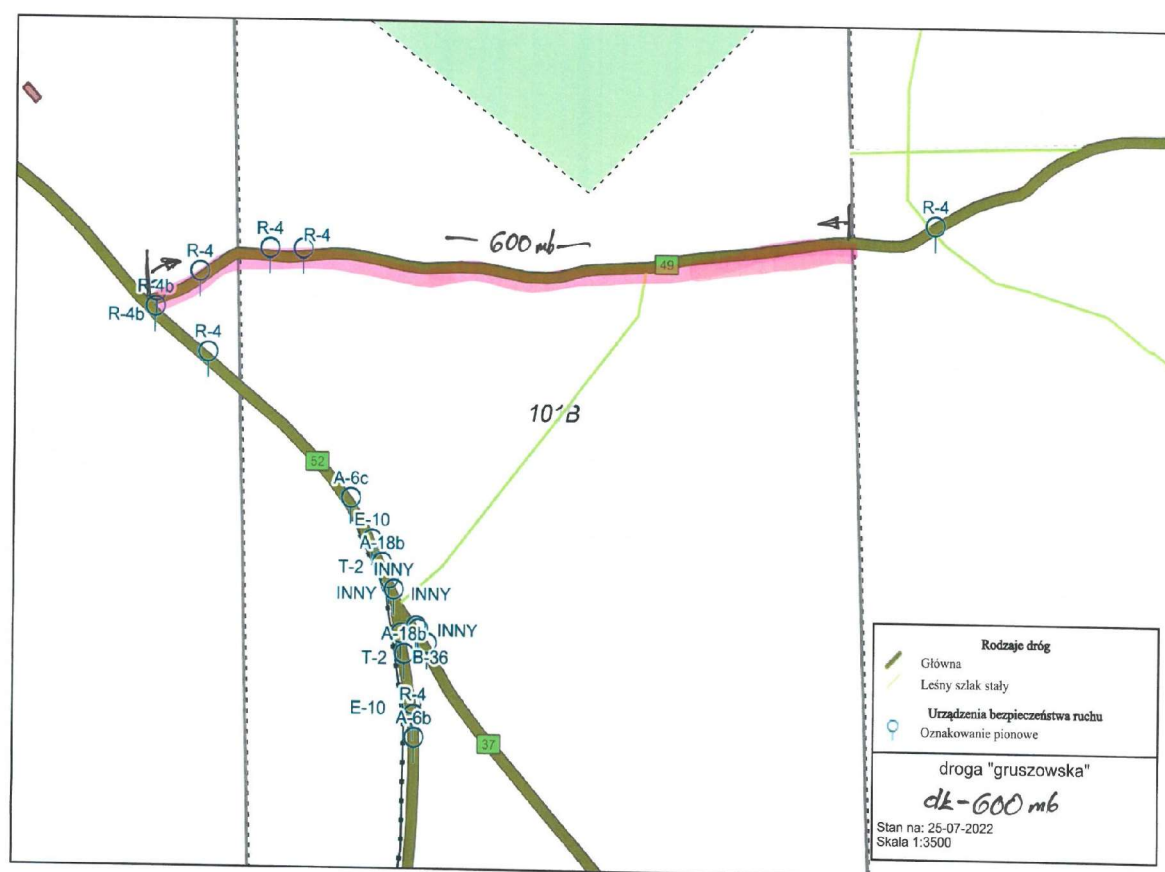 R-4
R-4
R-4
— 600 mb —
R-4
49
R-4b
R-4b
R-4
101B
52
A-6c
E-10
A-18b
T-2
INNY
INNY
INNY
INNY
A-18b
T-2
B-36
R-4
E-10
A-6b
37
Rodzaje dróg
Główna
Leśny szlak stały
Urządzenia bezpieczeństwa ruchu
Oznakowanie pionowe
droga "gruszowska"
dł-600 mb
Stan na: 25-07-2022
Skala 1:3500